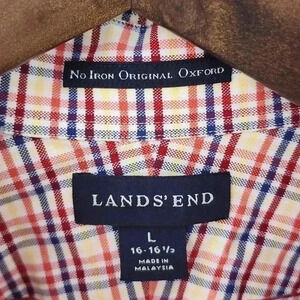 No Iron Original Oxford
LANDS' END
L
16-16 1/2
MADE IN
MALAYSIA